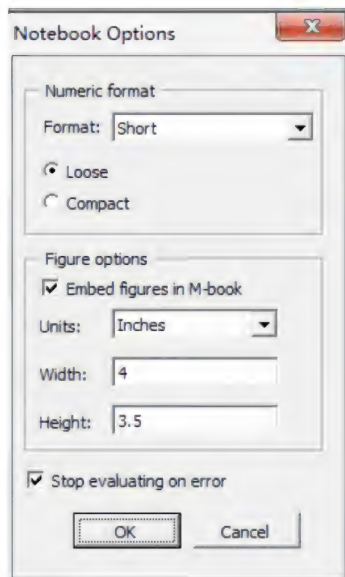 Notebook Options
Numeric format
Format: Short
Loose
Compact
Figure options
Embed figures in M-book
Units: Inches
Width: 4
Height: 3.5
Stop evaluating on error
OK Cancel